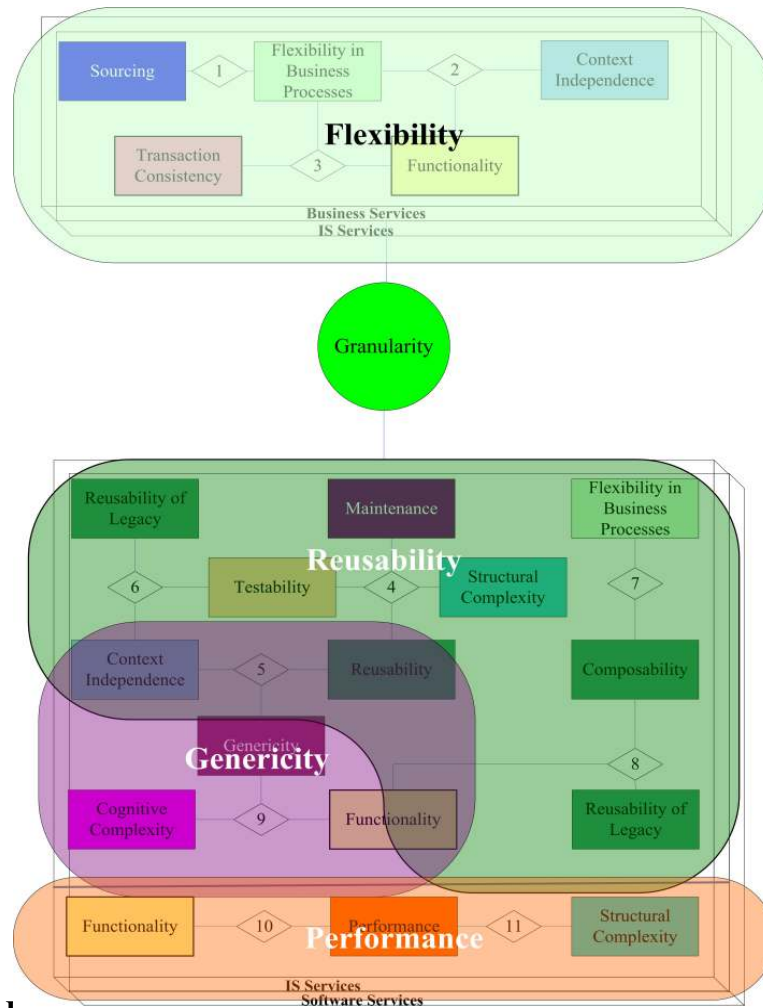 Sourcing
1
Flexibility in
Business
Processes
2
Context
Independence
Flexibility
Transaction
Consistency
3
Functionality
Business Services
IS Services
Granularity
Reusability of
Legacy
Maintenance
Flexibility in
Business
Processes
Reusability
6
Testability
4
Structural
Complexity
7
Context
Independence
5
Reusability
Composability
Genericity
Genericity
8
Cognitive
Complexity
9
Functionality
Reusability of
Legacy
Functionality
10
Performance
11
Structural
Complexity
Performance
IS Services
Software Services